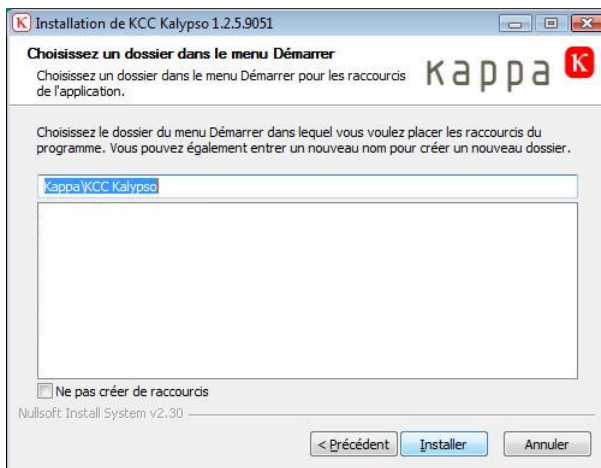 K Installation de KCC Kalypso 1.2.5.9051
Choisissez un dossier dans le menu Démarrer
Choisissez un dossier dans le menu Démarrer pour les raccourcis
de l'application.
kappa K
Choisissez le dossier du menu Démarrer dans lequel vous voulez placer les raccourcis du
programme. Vous pouvez également entrer un nouveau nom pour créer un nouveau dossier.
Kappa\KCC Kalypso
Ne pas créer de raccourcis
Nullsoft Install System v2.30
< Précédent Installer Annuler